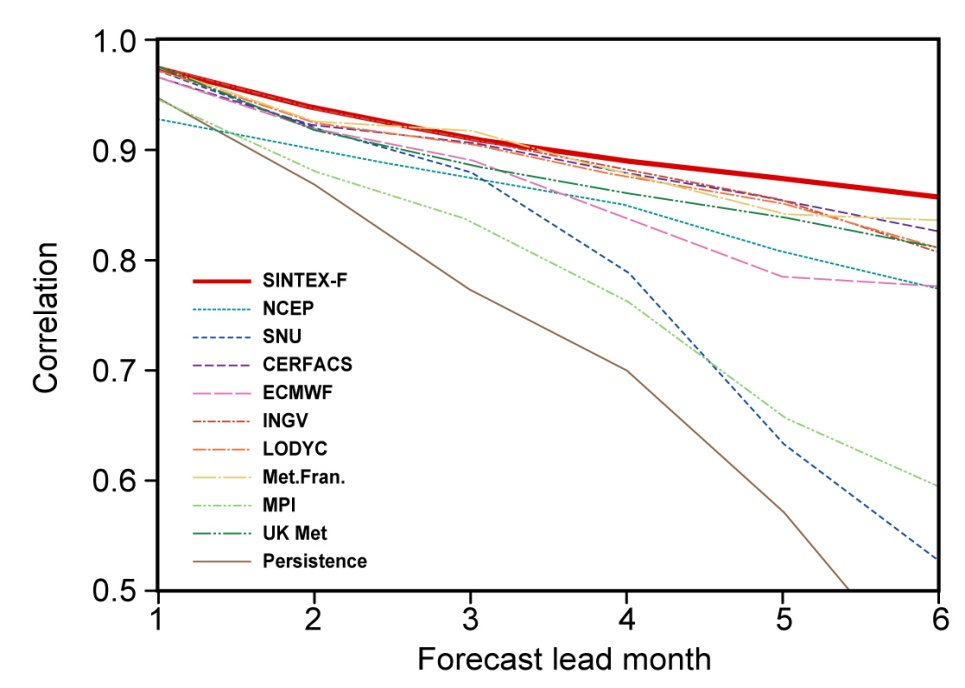 1.0
0.9
0.8
0.7
0.6
0.5
Correlation
SINTEX-F
NCEP
SNU
CERFACS
ECMWF
INGV
LODYC
Met.Fran.
MPI
UK Met
Persistence
1 2 3 4 5 6
Forecast lead month